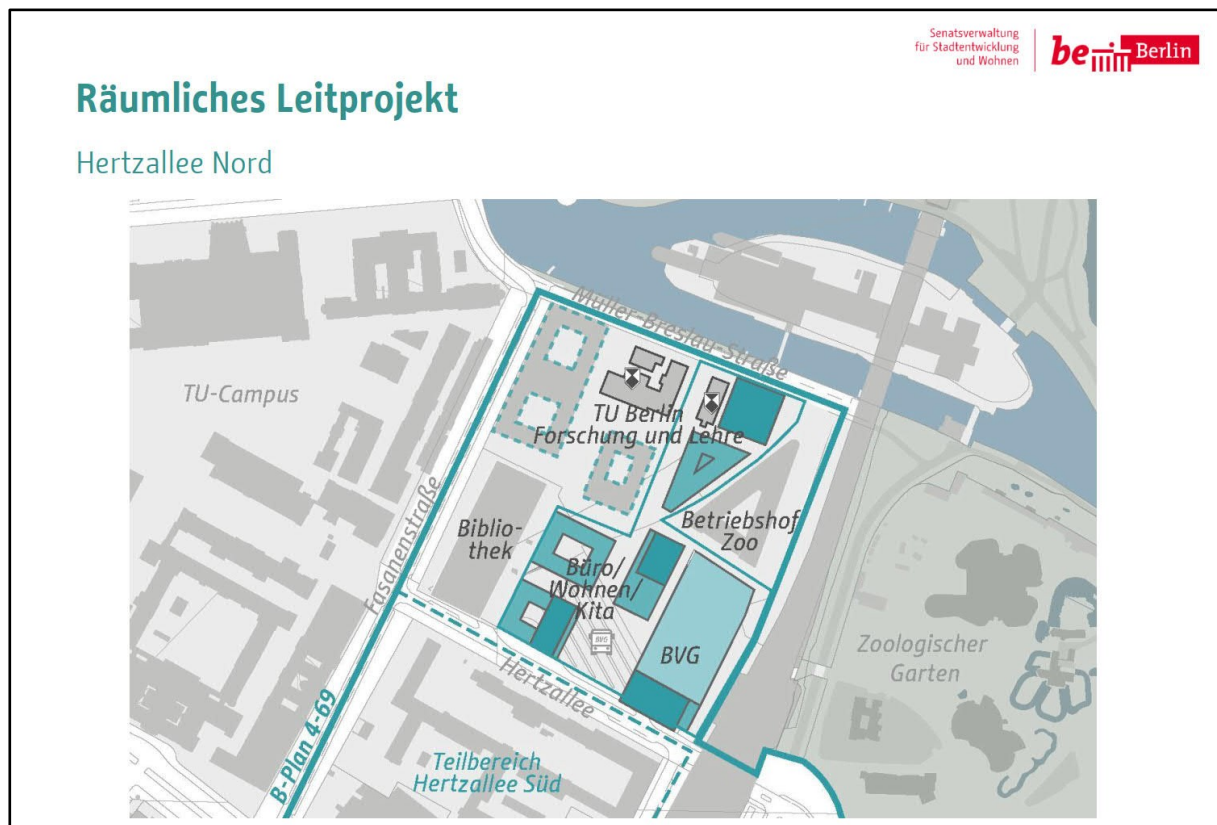 Senatsverwaltung
für Stadtentwicklung
und Wohnen
be Berlin
Räumliches Leitprojekt
Hertzallee Nord
Müller-Breslau-Straße
TU-Campus
TU Berlin
Forschung und Lehre
Fasanenstraße
Biblio-
thek
Betriebshof
Zoo
Büro/
Wohnen/
Kita
BVG
BVG
Zoologischer
Garten
Hertzallee
B-Plan 4-69
Teilbereich
Hertzallee Süd